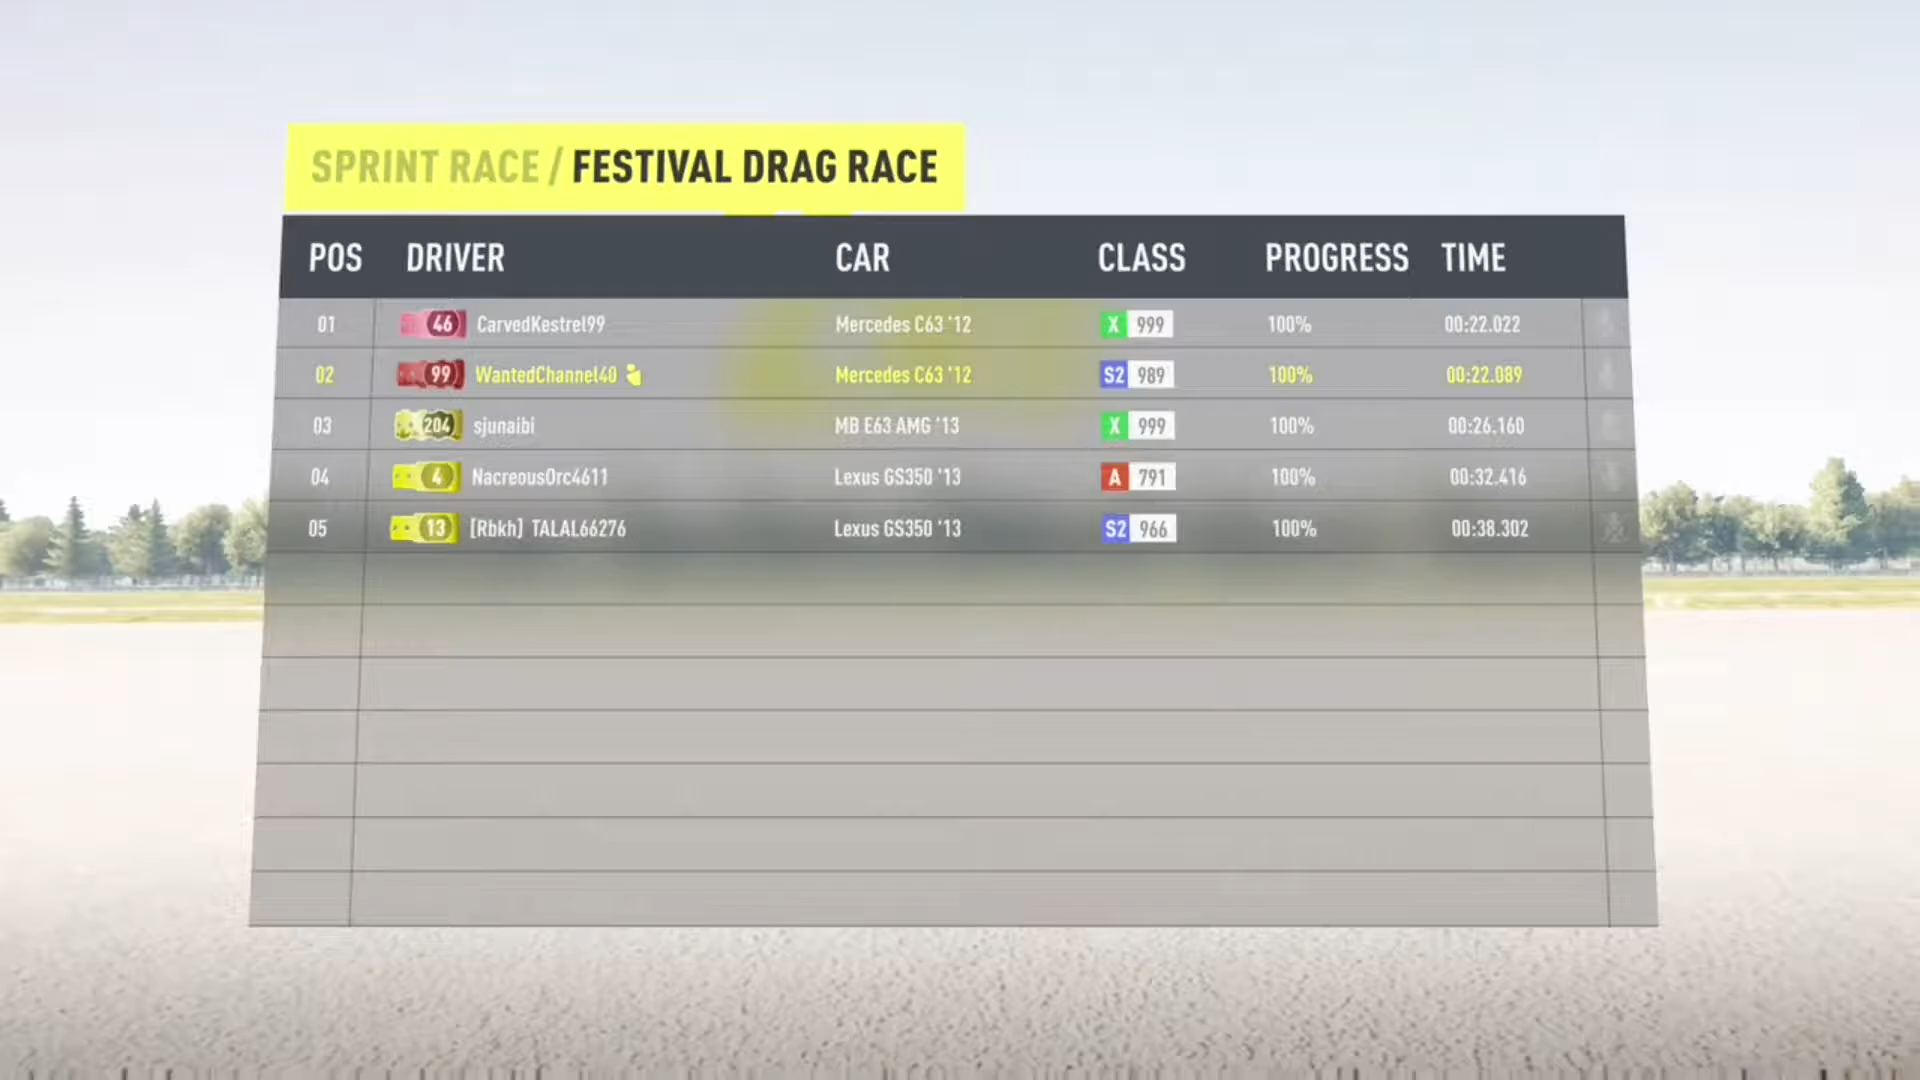 SPRINT RACE / FESTIVAL DRAG RACE
POS DRIVER CAR CLASS PROGRESS TIME
01 46 CarvedKestrel99 Mercedes C63 '12 X 999 100% 00:22.022
02 99 WantedChannel40 Mercedes C63 '12 S2 989 100% 00:22.089
03 204 sjunaibi MB E63 AMG '13 X 999 100% 00:26.160
04 4 NacreousOrc4611 Lexus GS350 '13 A 791 100% 00:32.416
05 13 [Rbkh] TALAL66276 Lexus GS350 '13 S2 966 100% 00:38.302